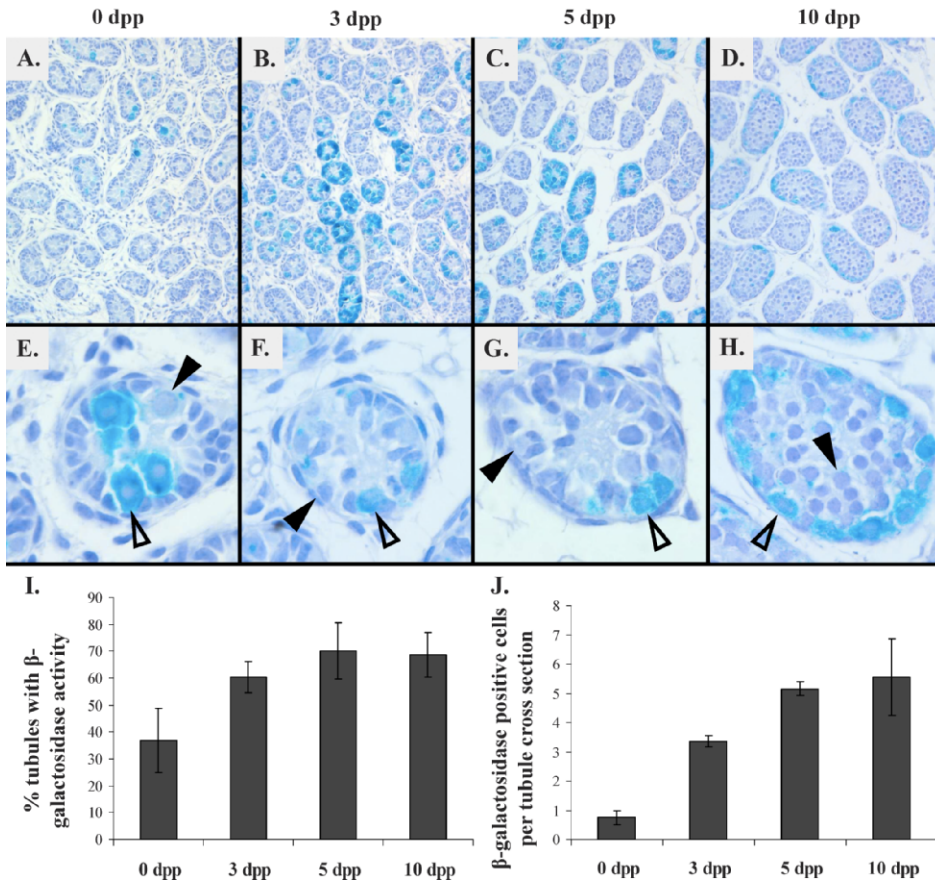 0 dpp 3 dpp 5 dpp 10 dpp
A. B. C. D.
E. F. G. H.
I.
% tubules with β-
galactosidase activity
90
80
70
60
50
40
30
20
10
0
0 dpp 3 dpp 5 dpp 10 dpp
J.
β-galactosidase positive cells
per tubule cross section
8
7
6
5
4
3
2
1
0
0 dpp 3 dpp 5 dpp 10 dpp